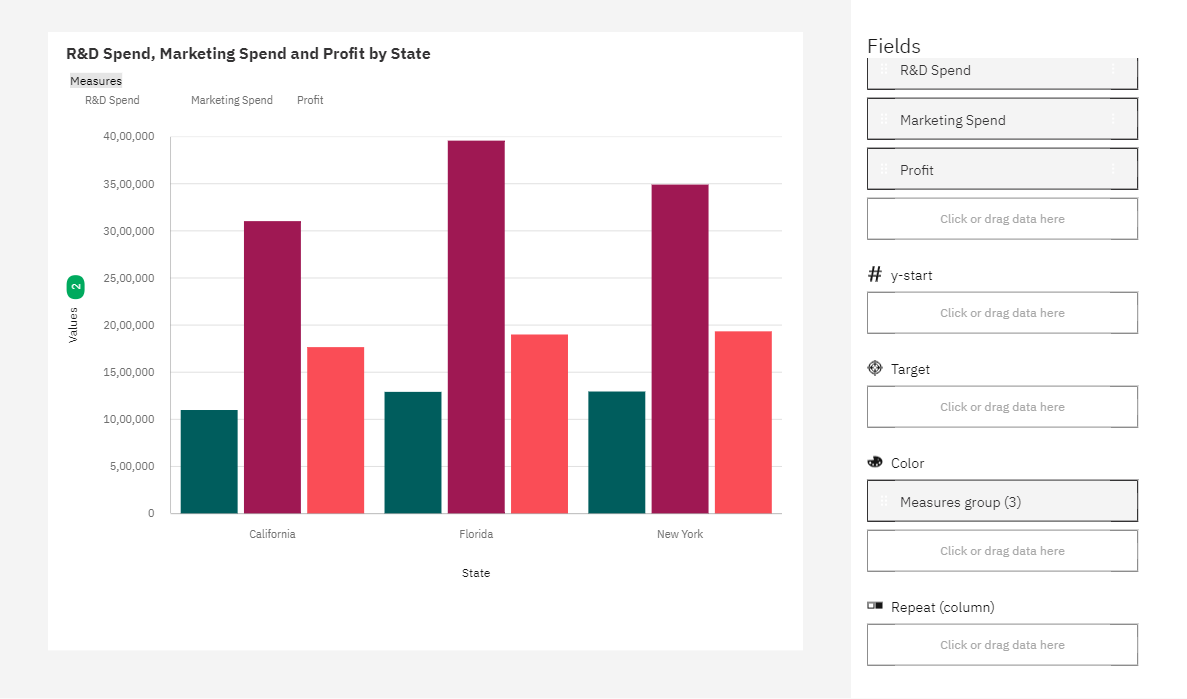 R&D Spend, Marketing Spend and Profit by State
Measures
R&D Spend Marketing Spend Profit
40,00,000
35,00,000
30,00,000
25,00,000
20,00,000
15,00,000
10,00,000
5,00,000
0
Values 2
California Florida New York
State
Fields
R&D Spend
Marketing Spend
Profit
Click or drag data here
# y-start
Click or drag data here
Target
Click or drag data here
Color
Measures group (3)
Click or drag data here
Repeat (column)
Click or drag data here